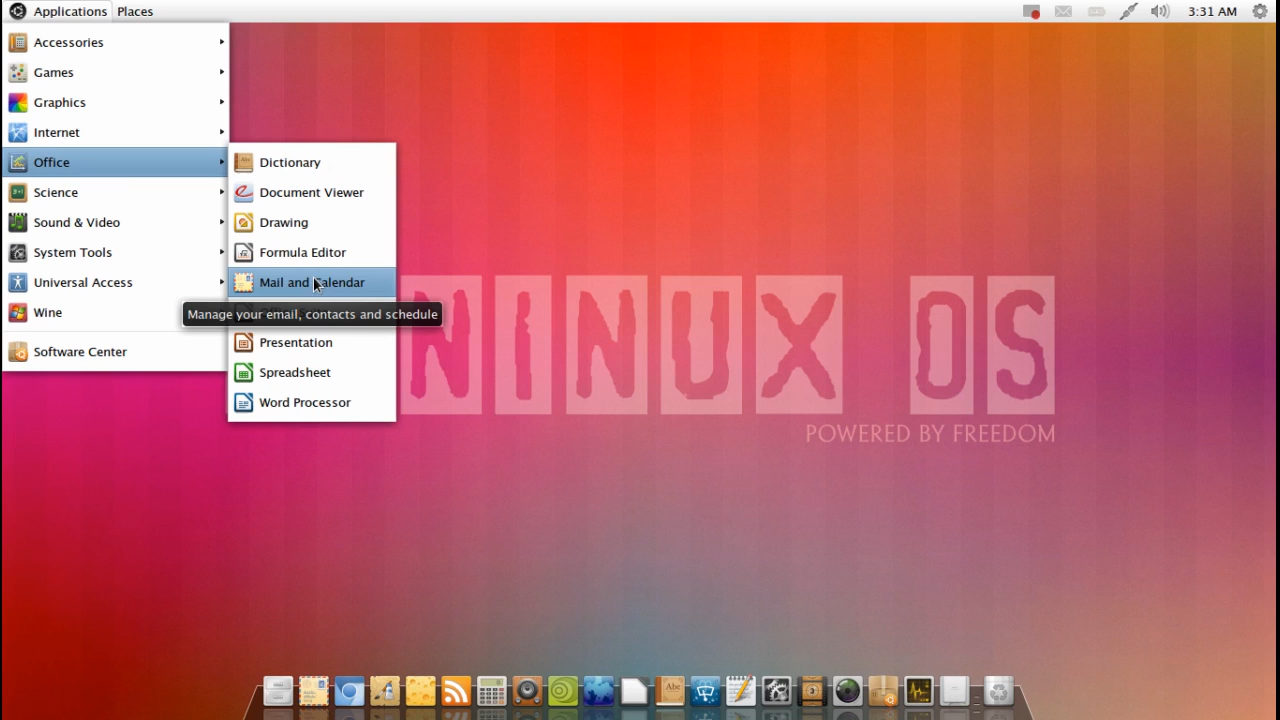 Applications Places
3:31 AM
Accessories
Games
Graphics
Internet
Office
Science
Sound & Video
System Tools
Universal Access
Wine
Software Center
Dictionary
Document Viewer
Drawing
Formula Editor
Mail and Calendar
Manage your email, contacts and schedule
Presentation
Spreadsheet
Word Processor
NINUX OS
POWERED BY FREEDOM
Abc